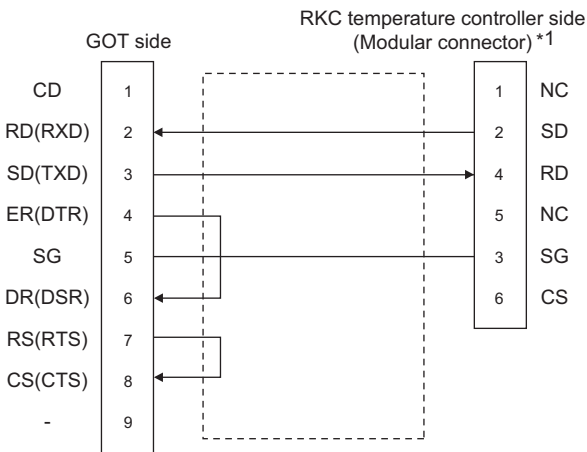 RKC temperature controller side
(Modular connector) *1
GOT side
CD 1 1 NC
RD(RXD) 2 2 SD
SD(TXD) 3 4 RD
ER(DTR) 4 5 NC
SG 5 3 SG
DR(DSR) 6 6 CS
RS(RTS) 7
CS(CTS) 8
- 9